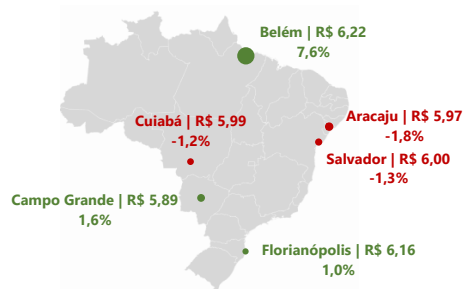 Belém | R$ 6,22
7,6%
Cuiabá | R$ 5,99
-1,2%
Aracaju | R$ 5,97
-1,8%
Salvador | R$ 6,00
-1,3%
Campo Grande | R$ 5,89
1,6%
Florianópolis | R$ 6,16
1,0%